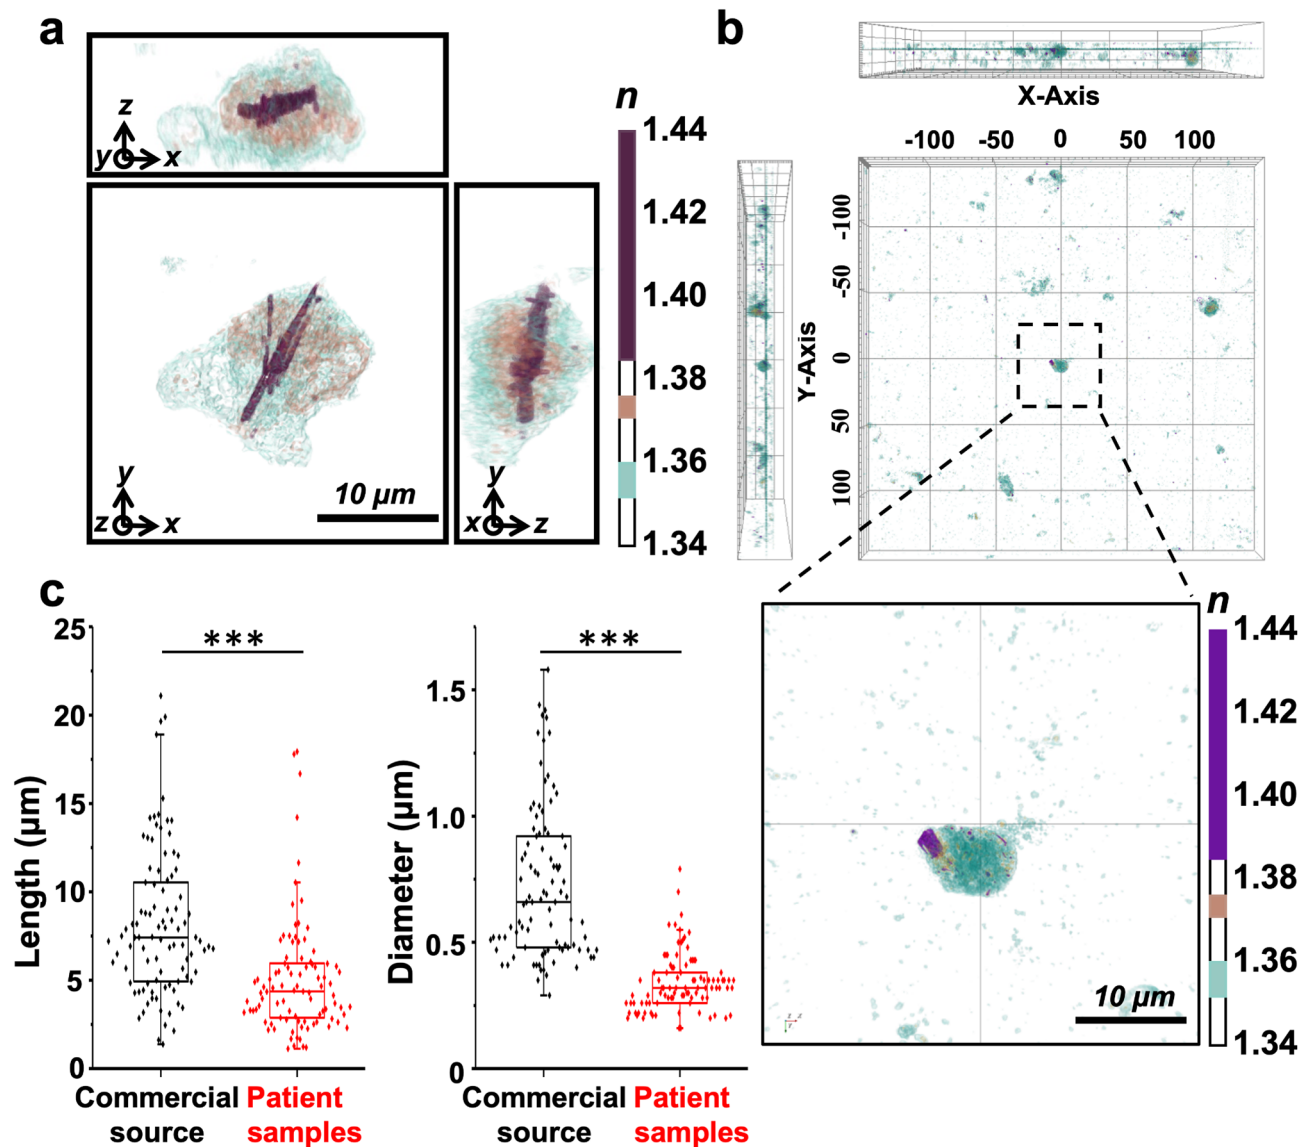 a
z
y x
y
z x
10 µm
y
x z
n
1.44
1.42
1.40
1.38
1.36
1.34
b
X-Axis
-100 -50 0 50 100
Y-Axis
-100
-50
0
50
100
n
1.44
1.42
1.40
1.38
1.36
1.34
10 µm
c
Length (µm)
25
20
15
10
5
0
***
Commercial
source
Patient
samples
Diameter (µm)
1.5
1.0
0.5
0
***
Commercial
source
Patient
samples